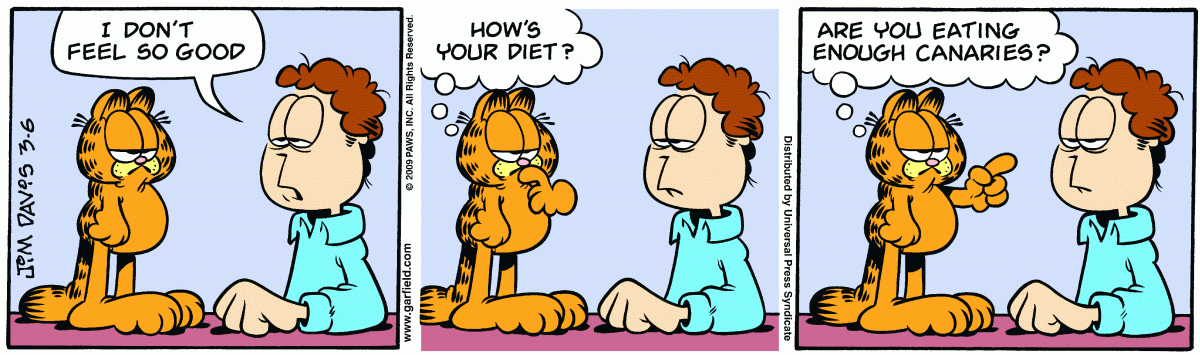 I DON'T
FEEL SO GOOD
JIM DAVIS 3-6
© 2009 PAWS, INC. All Rights Reserved.
www.garfield.com
HOW'S
YOUR DIET?
ARE YOU EATING
ENOUGH CANARIES?
Distributed by Universal Press Syndicate